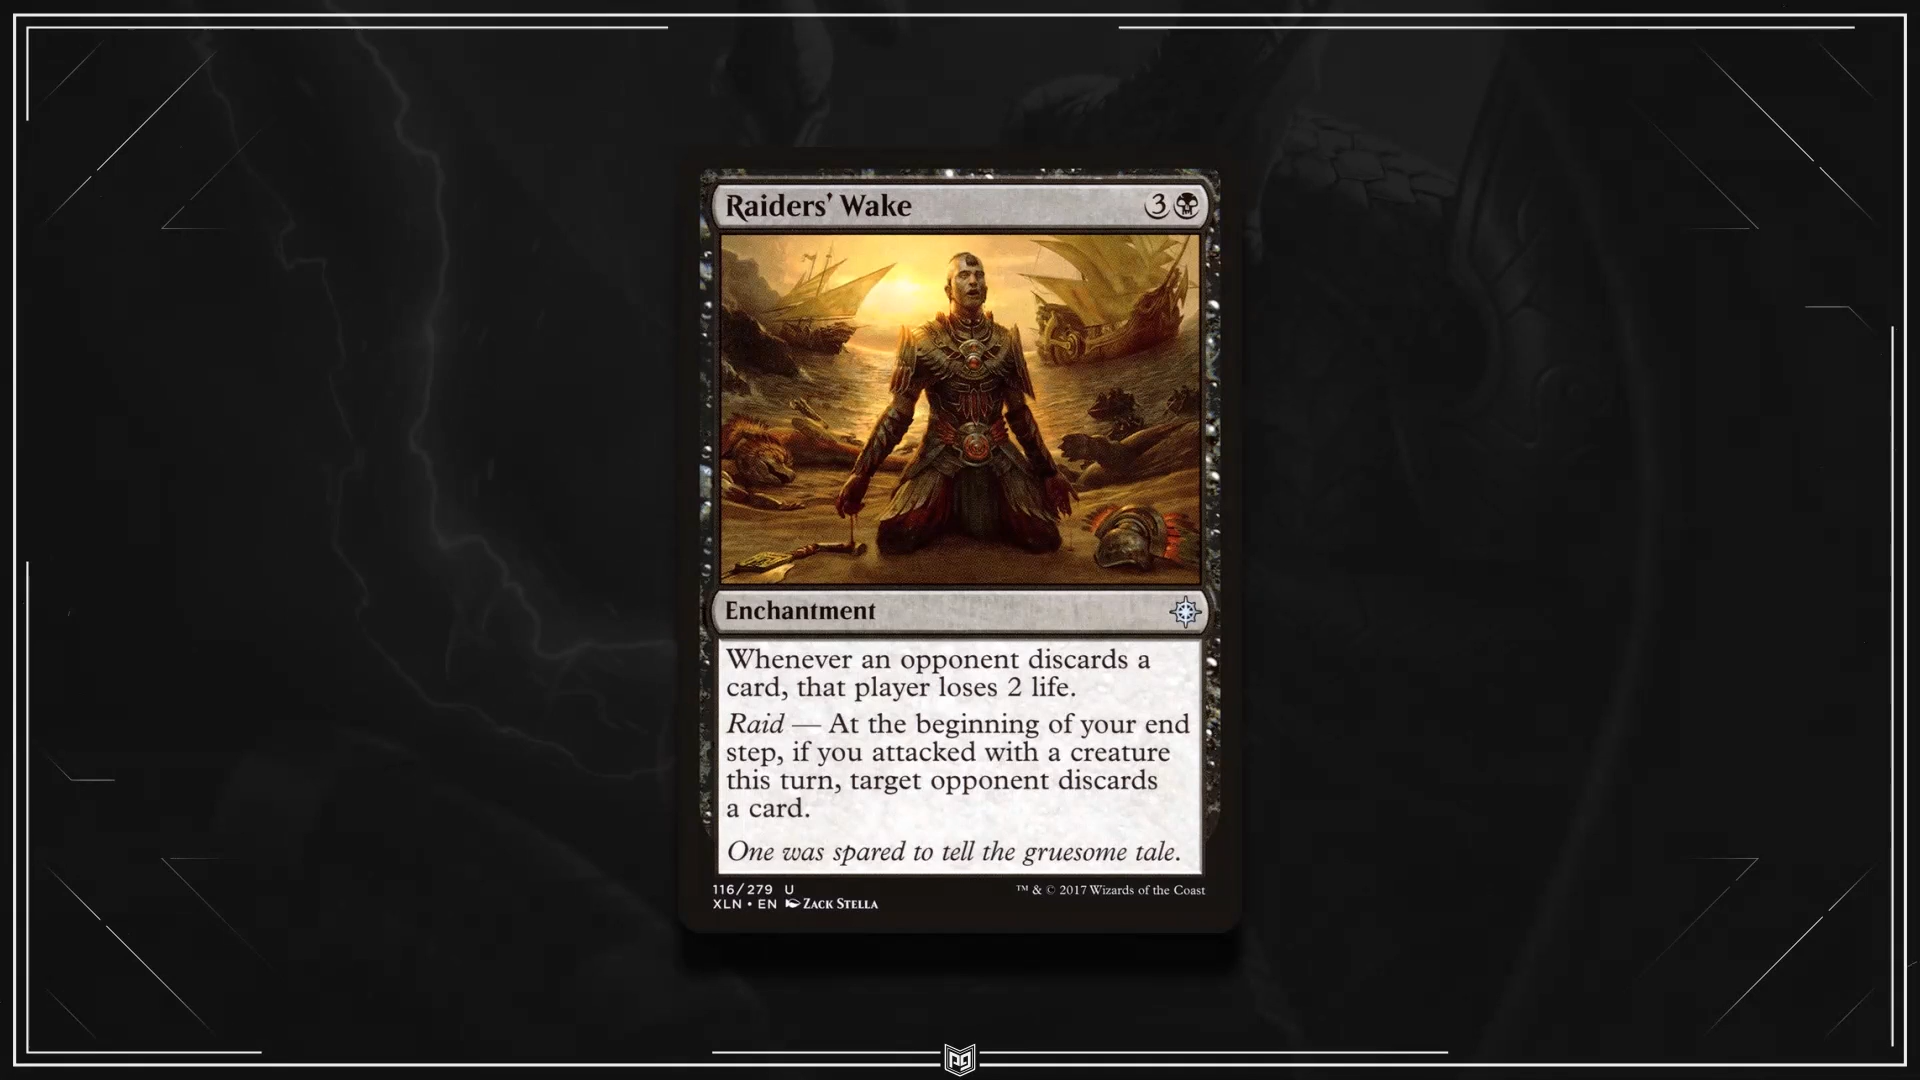 Raiders' Wake 3
Enchantment
Whenever an opponent discards a
card, that player loses 2 life.
Raid — At the beginning of your end
step, if you attacked with a creature
this turn, target opponent discards
a card.
One was spared to tell the gruesome tale.
116/279 U
XLN • EN ZACK STELLA
™ & © 2017 Wizards of the Coast